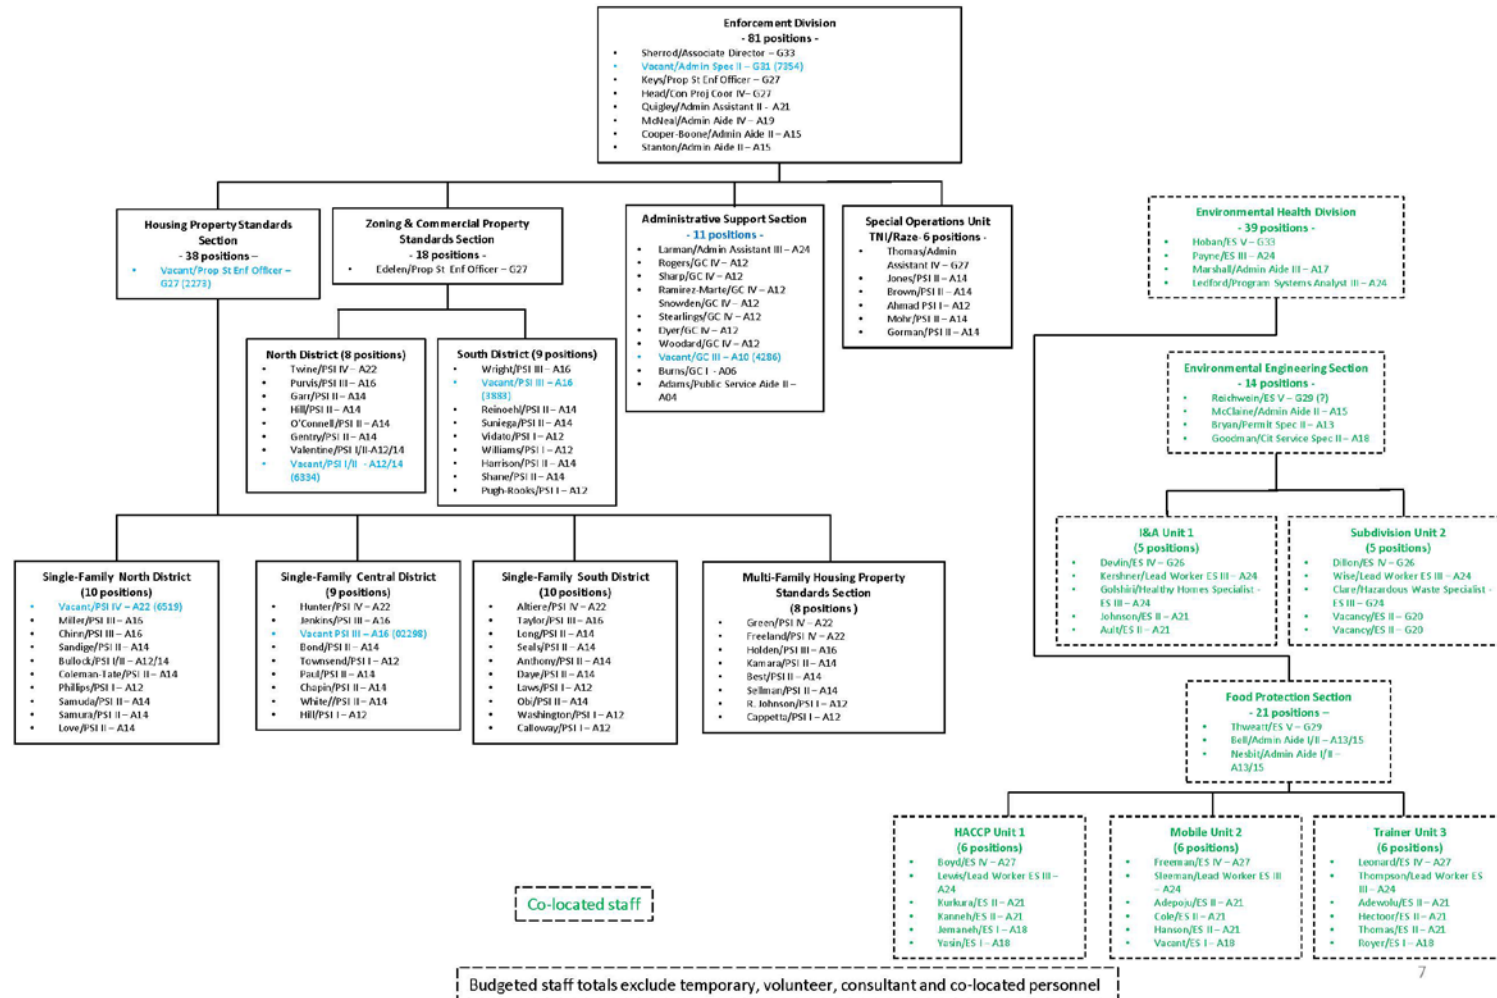 Enforcement Division
- 81 positions -
• Sherrod/Associate Director – G33
• Vacant/Admin Spec II – G31 (7354)
• Keys/Prop St Enf Officer – G27
• Head/Con Proj Coor IV– G27
• Quigley/Admin Assistant II - A21
• McNeal/Admin Aide IV – A19
• Cooper-Boone/Admin Aide II – A15
• Stanton/Admin Aide II – A15
Housing Property Standards
Section
- 38 positions –
• Vacant/Prop St Enf Officer –
G27 (2273)
Zoning & Commercial Property
Standards Section
- 18 positions -
• Edelen/Prop St Enf Officer – G27
Administrative Support Section
- 11 positions -
• Larman/Admin Assistant III – A24
• Rogers/GC IV – A12
• Sharp/GC IV – A12
• Ramirez-Marte/GC IV – A12
Snowden/GC IV – A12
• Stearlings/GC IV – A12
• Dyer/GC IV – A12
• Woodard/GC IV – A12
• Vacant/GC III – A10 (4286)
• Burns/GC I - A06
• Adams/Public Service Aide II –
A04
Special Operations Unit
TNI/Raze- 6 positions -
• Thomas/Admin
Assistant IV – G27
• Jones/PSI II – A14
• Brown/PSI II – A14
• Ahmad PSI I – A12
• Mohr/PSI II – A14
• Gorman/PSI II – A14
North District (8 positions)
• Twine/PSI IV – A22
• Purvis/PSI III – A16
• Garr/PSI II – A14
• Hill/PSI II – A14
• O'Connell/PSI II – A14
• Gentry/PSI II – A14
• Valentine/PSI I/II-A12/14
• Vacant/PSI I/II - A12/14
(6334)
South District (9 positions)
• Wright/PSI III – A16
• Vacant/PSI III – A16
(3883)
• Reinoehl/PSI II – A14
• Suniega/PSI II – A14
• Vidato/PSI I – A12
• Williams/PSI I – A12
• Harrison/PSI II – A14
• Shane/PSI II – A14
• Pugh-Rooks/PSI I – A12
Single-Family North District
(10 positions)
• Vacant/PSI IV – A22 (6519)
• Miller/PSI III – A16
• Chinn/PSI III – A16
• Sandige/PSI II – A14
• Bullock/PSI I/II – A12/14
• Coleman-Tate/PSI II – A14
• Phillips/PSI I – A12
• Samuda/PSI II – A14
• Samura/PSI II – A14
• Love/PSI II – A14
Single-Family Central District
(9 positions)
• Hunter/PSI IV – A22
• Jenkins/PSI III – A16
• Vacant PSI III – A16 (02298)
• Bond/PSI II – A14
• Townsend/PSI I – A12
• Paul/PSI II – A14
• Chapin/PSI II – A14
• White//PSI II – A14
• Hill/PSI I – A12
Single-Family South District
(10 positions)
• Altiere/PSI IV – A22
• Taylor/PSI III – A16
• Long/PSI II – A14
• Seals/PSI II – A14
• Anthony/PSI II – A14
• Daye/PSI II – A14
• Laws/PSI I – A12
• Obi/PSI II – A14
• Washington/PSI I – A12
• Calloway/PSI I – A12
Multi-Family Housing Property
Standards Section
(8 positions )
• Green/PSI IV – A22
• Freeland/PSI IV – A22
• Holden/PSI III – A16
• Kamara/PSI II – A14
• Best/PSI II – A14
• Sellman/PSI II – A14
• R. Johnson/PSI I – A12
• Cappetta/PSI I – A12
Environmental Health Division
- 39 positions -
• Hoban/ES V – G33
• Payne/ES III – A24
• Marshall/Admin Aide III – A17
• Ledford/Program Systems Analyst III – A24
Environmental Engineering Section
- 14 positions -
• Reichwein/ES V – G29 (?)
• McClaine/Admin Aide II – A15
• Bryan/Permit Spec II – A13
• Goodman/Cit Service Spec II – A18
I&A Unit 1
(5 positions)
• Devlin/ES IV – G26
• Kershner/Lead Worker ES III – A24
• Golshiri/Healthy Homes Specialist -
ES III – A24
• Johnson/ES II – A21
• Ault/ES II – A21
Subdivision Unit 2
(5 positions)
• Dillon/ES IV – G26
• Wise/Lead Worker ES III – A24
• Clare/Hazardous Waste Specialist -
ES III – G24
• Vacancy/ES II – G20
• Vacancy/ES II – G20
Food Protection Section
- 21 positions –
• Thweatt/ES V – G29
• Bell/Admin Aide I/II – A13/15
• Nesbit/Admin Aide I/II –
A13/15
HACCP Unit 1
(6 positions)
• Boyd/ES IV – A27
• Lewis/Lead Worker ES III –
A24
• Kurkura/ES II – A21
• Kanneh/ES II – A21
• Jemaneh/ES I – A18
• Yasin/ES I – A18
Mobile Unit 2
(6 positions)
• Freeman/ES IV – A27
• Sleeman/Lead Worker ES III
– A24
• Adepoju/ES II – A21
• Cole/ES II – A21
• Hanson/ES II – A21
• Vacant/ES I – A18
Trainer Unit 3
(6 positions)
• Leonard/ES IV – A27
• Thompson/Lead Worker ES
III – A24
• Adewolu/ES II – A21
• Hectoor/ES II – A21
• Thomas/ES II – A21
• Royer/ES I – A18
Co-located staff
Budgeted staff totals exclude temporary, volunteer, consultant and co-located personnel
7